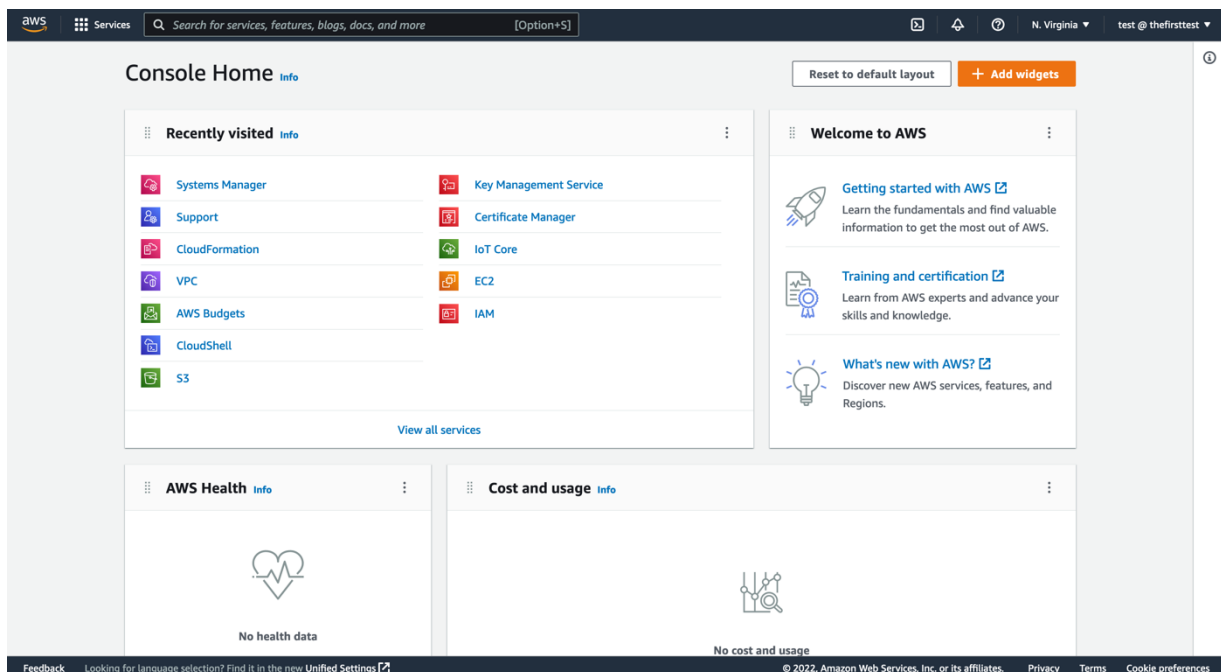 aws Services Search for services, features, blogs, docs, and more [Option+S] N. Virginia ▼ test @ thefirsttest ▼
Console Home Info
Reset to default layout
+ Add widgets
Recently visited Info
Systems Manager
Support
CloudFormation
VPC
AWS Budgets
CloudShell
S3
Key Management Service
Certificate Manager
IoT Core
EC2
IAM
View all services
Welcome to AWS
Getting started with AWS
Learn the fundamentals and find valuable
information to get the most out of AWS.
Training and certification
Learn from AWS experts and advance your
skills and knowledge.
What's new with AWS?
Discover new AWS services, features, and
Regions.
AWS Health Info
No health data
Cost and usage Info
No cost and usage
Feedback Looking for language selection? Find it in the new Unified Settings © 2022, Amazon Web Services, Inc. or its affiliates. Privacy Terms Cookie preferences